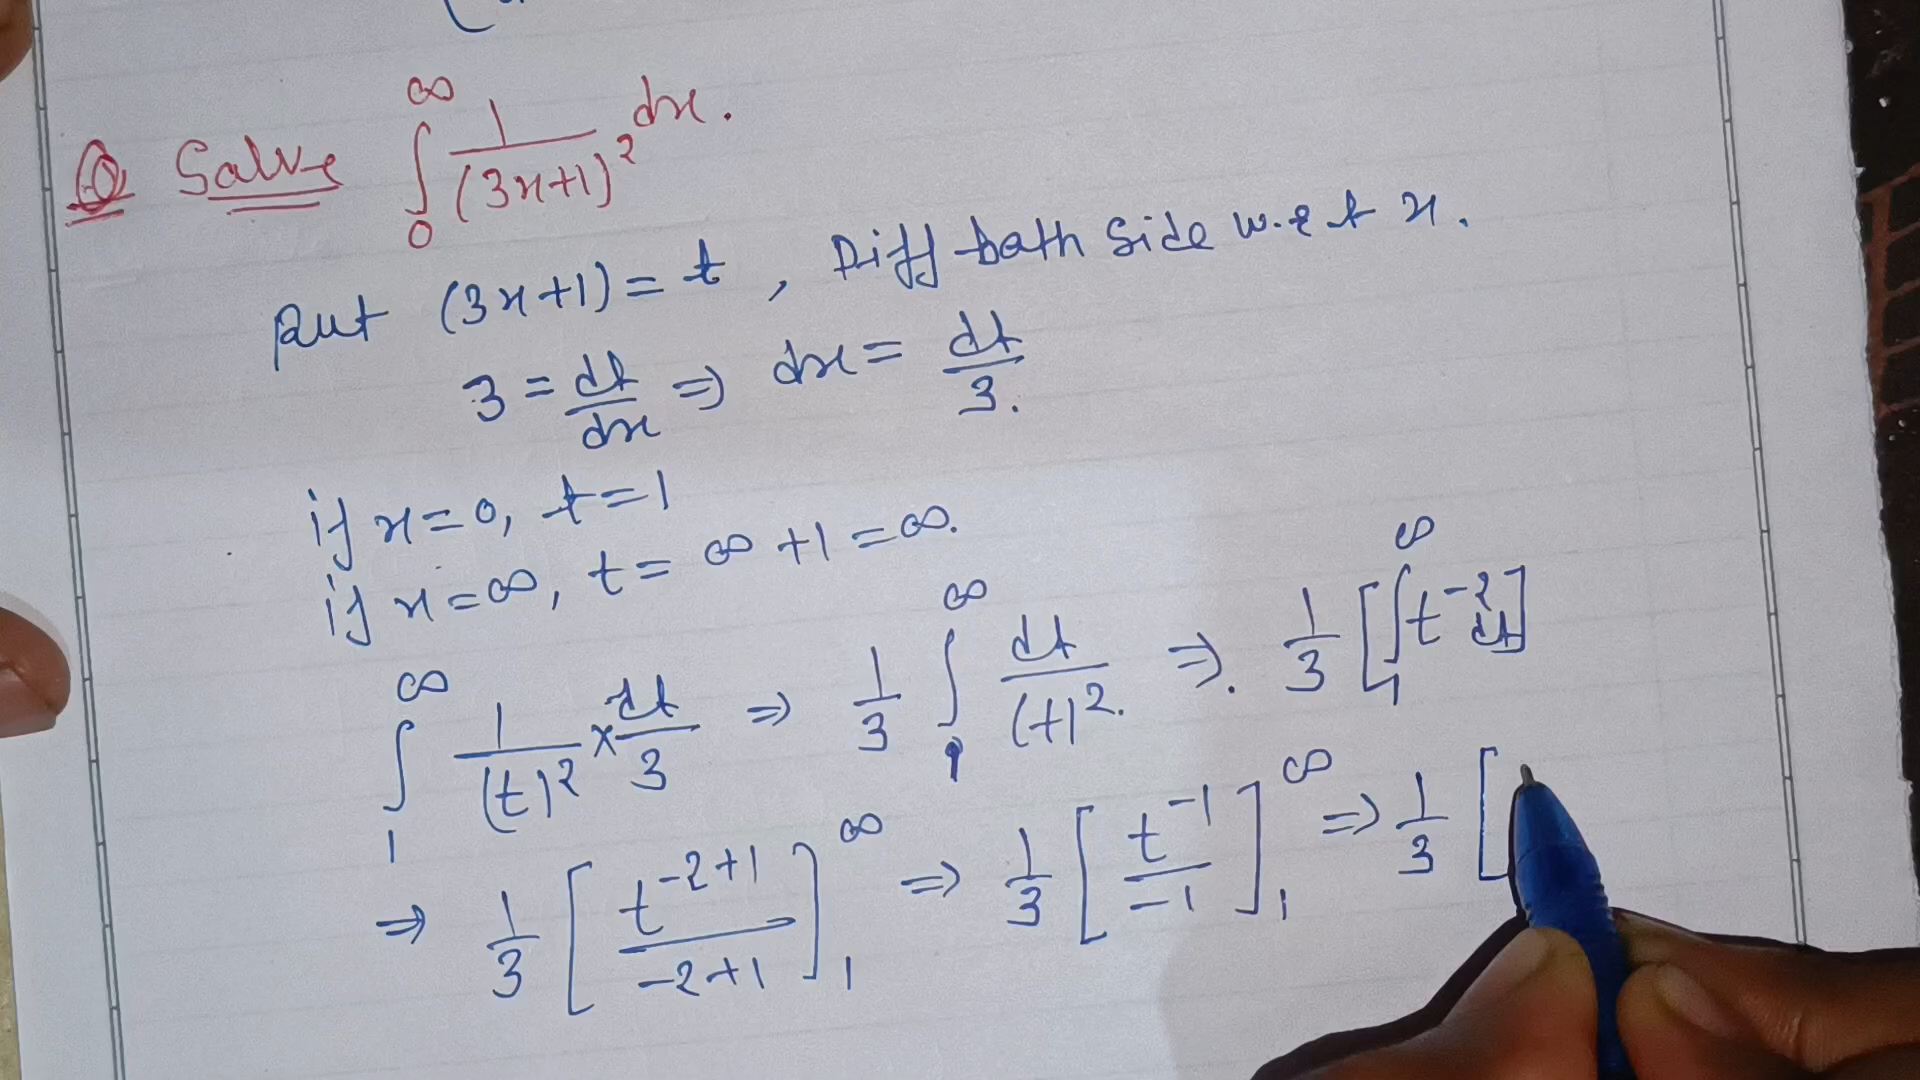 Q Solve ∫₀^∞ 1/(3x+1)² dx.
put (3x+1) = t , Diff both side w.r.t x.
3 = dt/dx ⇒ dx = dt/3.
if x=0, t=1
if x=∞, t= ∞+1=∞.
∫₁^∞ 1/(t)² × dt/3 ⇒ 1/3 ∫₁^∞ dt/(t)². ⇒. 1/3 [∫₁^∞ t⁻² dt]
⇒ 1/3 [t^(-2+1)/(-2+1)]₁^∞ ⇒ 1/3 [t⁻¹/-1]₁^∞ ⇒ 1/3 [